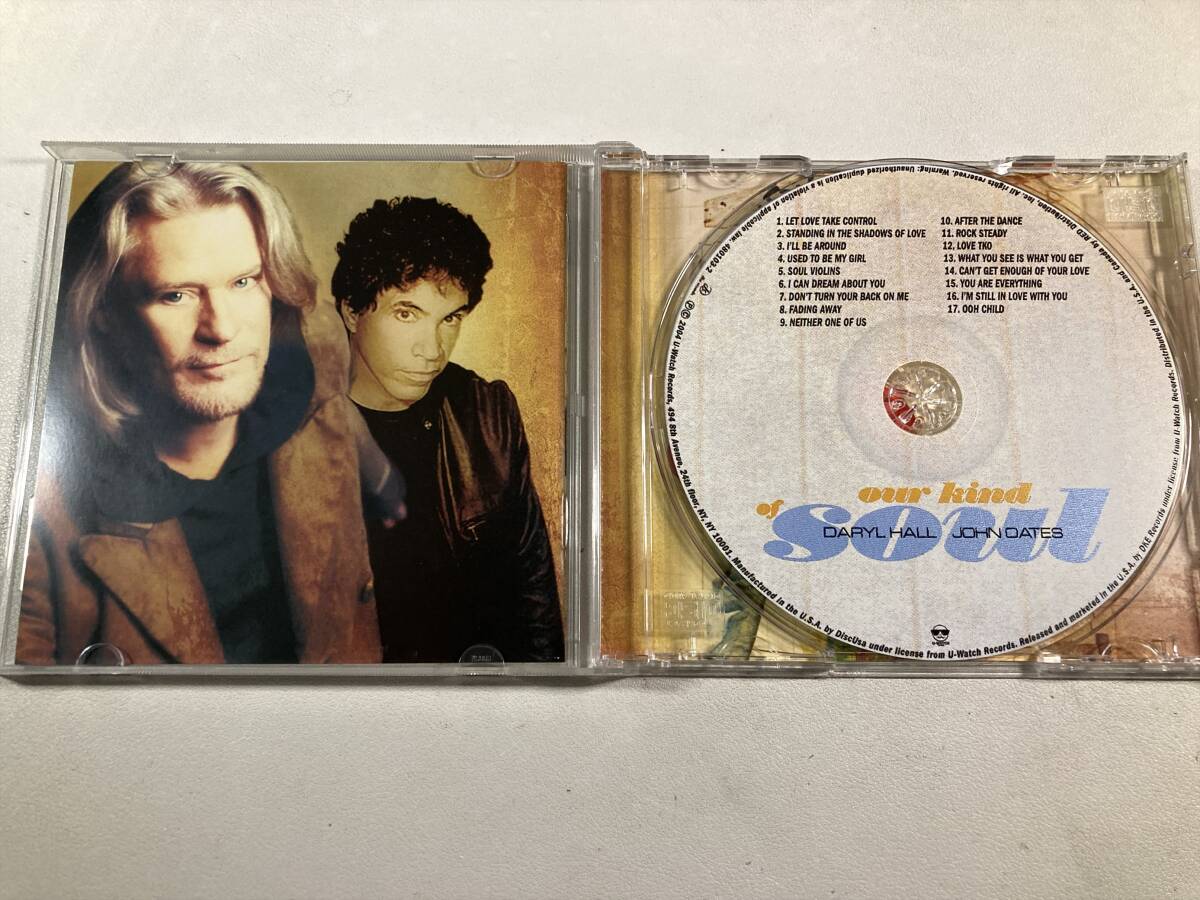 1. LET LOVE TAKE CONTROL
2. STANDING IN THE SHADOWS OF LOVE
3. I'LL BE AROUND
4. USED TO BE MY GIRL
5. SOUL VIOLINS
6. I CAN DREAM ABOUT YOU
7. DON'T TURN YOUR BACK ON ME
8. FADING AWAY
9. NEITHER ONE OF US
10. AFTER THE DANCE
11. ROCK STEADY
12. LOVE TKO
13. WHAT YOU SEE IS WHAT YOU GET
14. CAN'T GET ENOUGH OF YOUR LOVE
15. YOU ARE EVERYTHING
16. I'M STILL IN LOVE WITH YOU
17. OOH CHILD
our kind
of soul
DARYL HALL JOHN OATES
480103-2 ℗© 2004 U-Watch Records, 494 8th Avenue, 24th floor, NY, NY 10001. Manufactured in the U.S.A. by DiscUsa under license from U-Watch Records. Released and marketed in the U.S.A. by DKE Records under license from U-Watch Records. Distributed in the U.S.A. and Canada by RED Distribution, Inc. All rights reserved. Warning: Unauthorized duplication is a violation of applicable law.